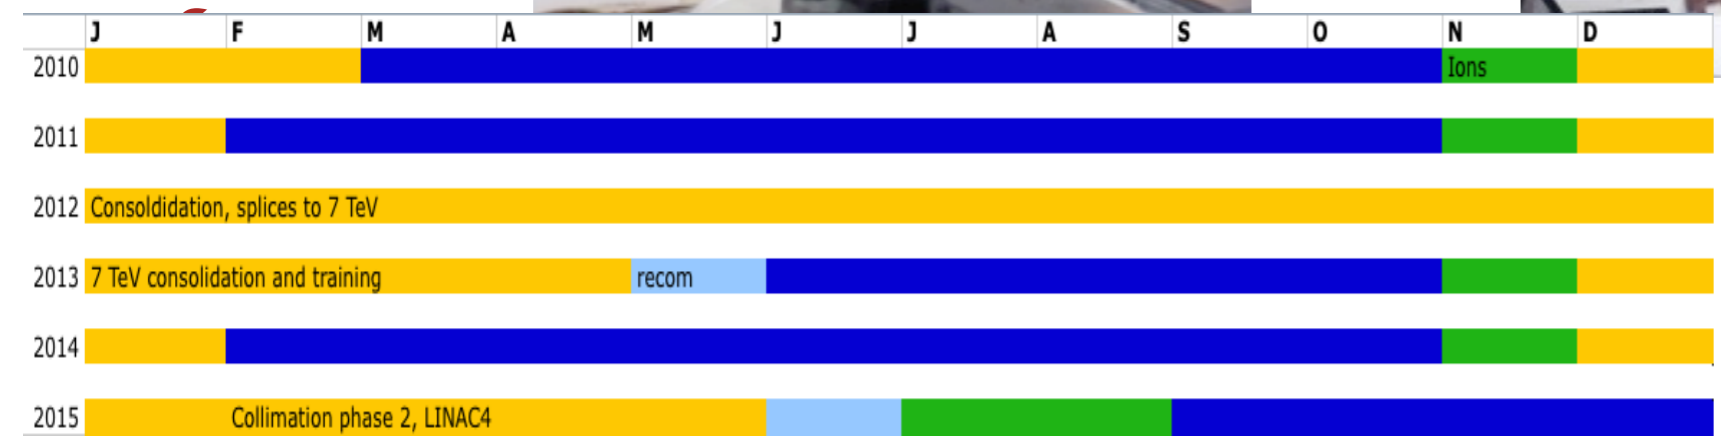 J F M A M J J A S O N D
2010 Ions
2011
2012 Consoldidation, splices to 7 TeV
2013 7 TeV consolidation and training recom
2014
2015 Collimation phase 2, LINAC4